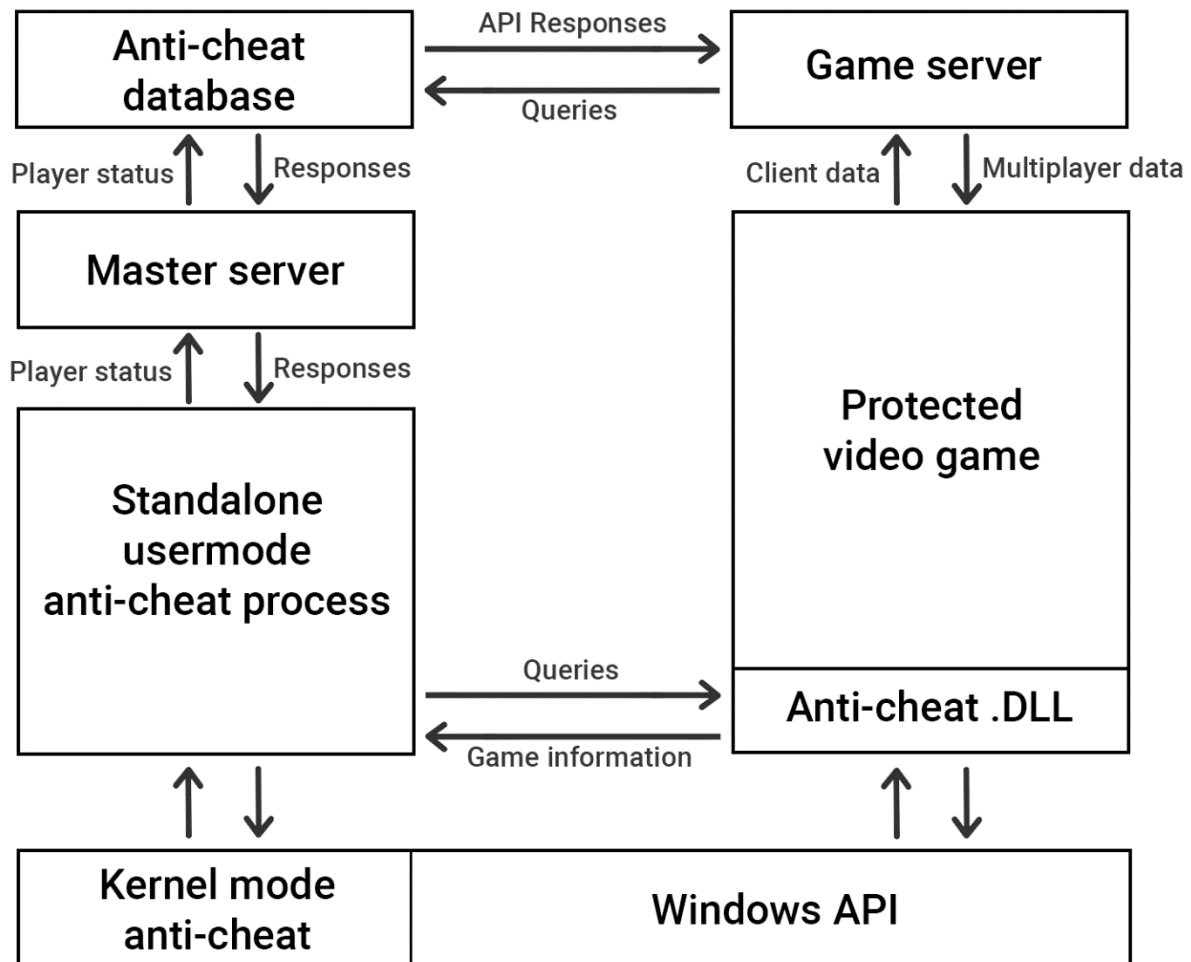 Anti-cheat
database
API Responses
Queries
Game server
Player status
Responses
Client data
Multiplayer data
Master server
Player status
Responses
Protected
video game
Standalone
usermode
anti-cheat process
Queries
Game information
Anti-cheat .DLL
Kernel mode
anti-cheat
Windows API